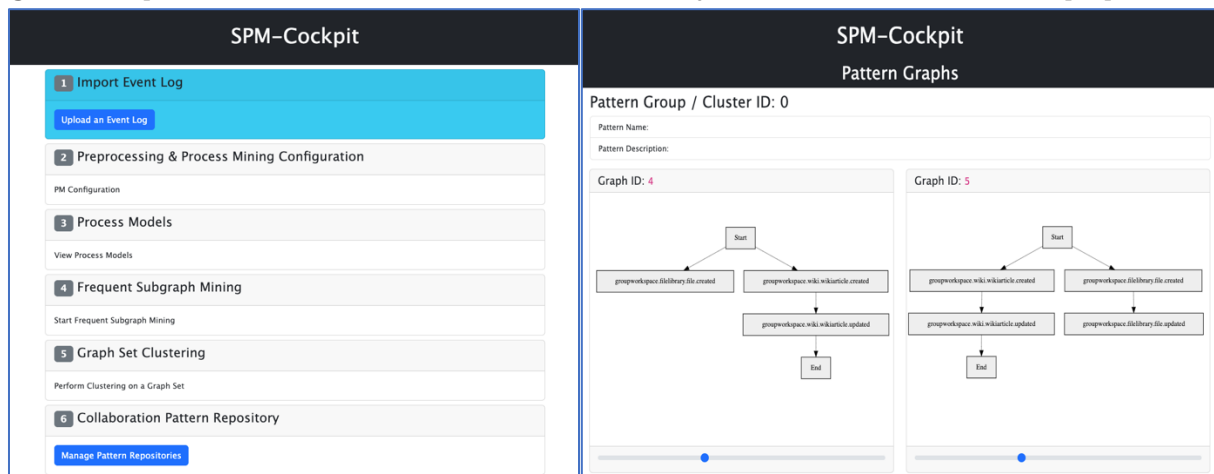 SPM-Cockpit
1 Import Event Log
Upload an Event Log
2 Preprocessing & Process Mining Configuration
PM Configuration
3 Process Models
View Process Models
4 Frequent Subgraph Mining
Start Frequent Subgraph Mining
5 Graph Set Clustering
Perform Clustering on a Graph Set
6 Collaboration Pattern Repository
Manage Pattern Repositories
SPM-Cockpit
Pattern Graphs
Pattern Group / Cluster ID: 0
Pattern Name:
Pattern Description:
Graph ID: 4
Start
groupworkspace.filelibrary.file.created
groupworkspace.wiki.wikiarticle.created
groupworkspace.wiki.wikiarticle.updated
End
Graph ID: 5
Start
groupworkspace.wiki.wikiarticle.created
groupworkspace.filelibrary.file.created
groupworkspace.wiki.wikiarticle.updated
groupworkspace.filelibrary.file.updated
End